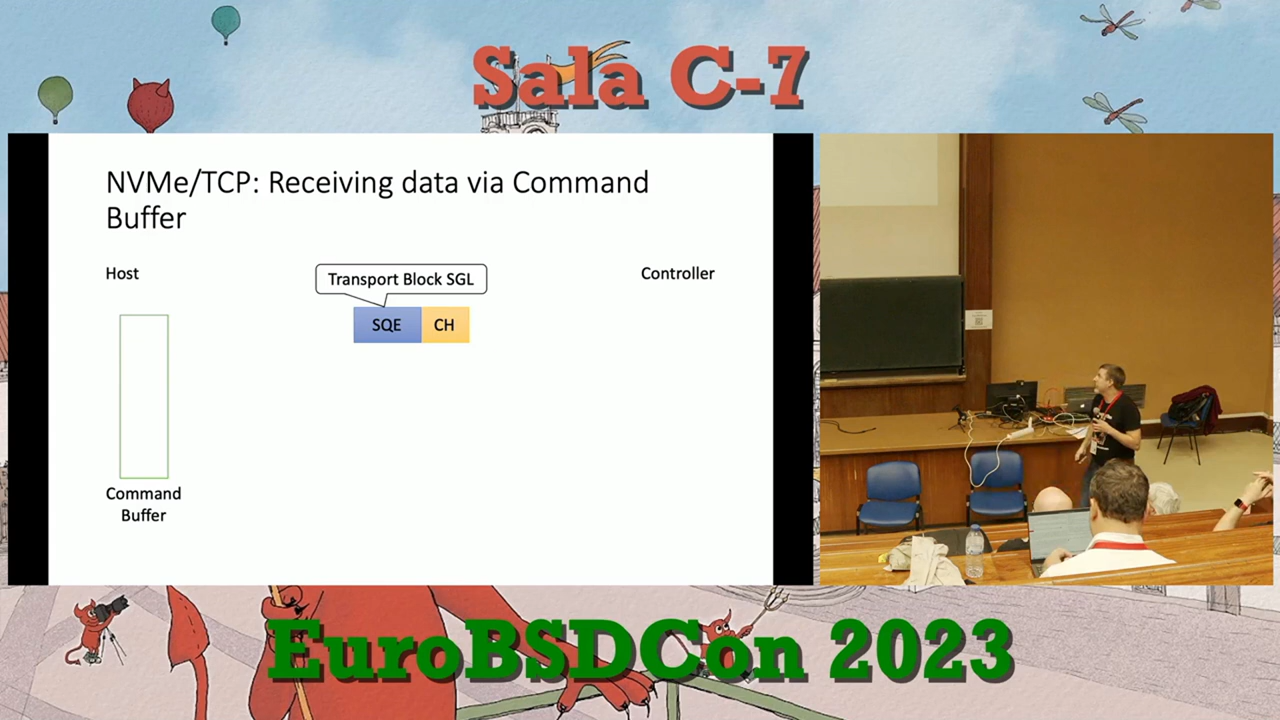 Sala C-7
NVMe/TCP: Receiving data via Command
Buffer
Host
Transport Block SGL
Controller
SQE
CH
Command
Buffer
EuroBSDCon 2023